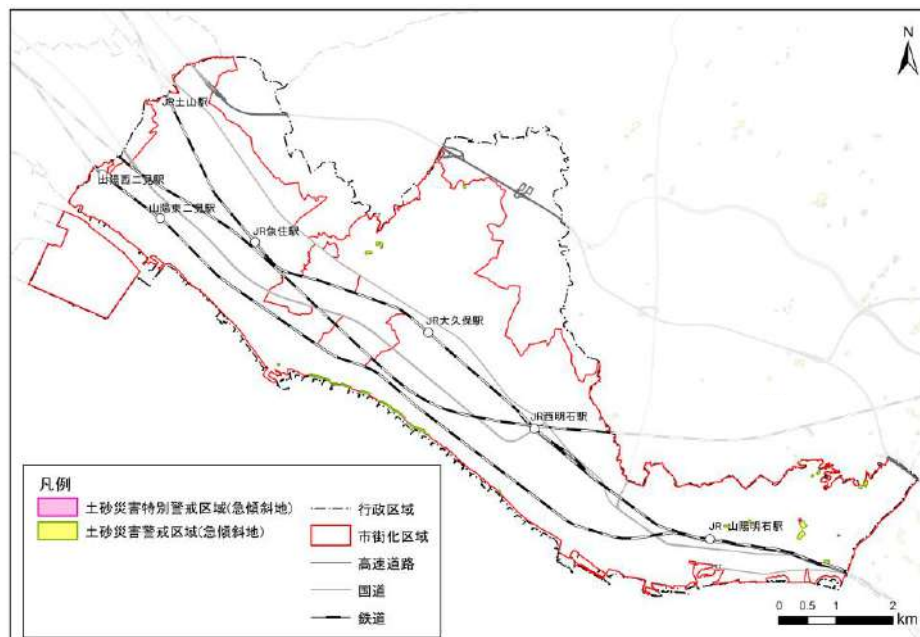 N
JR土山駅
山陽西二見駅
山陽東二見駅
JR魚住駅
JR大久保駅
JR西明石駅
JR・山陽明石駅
凡例
土砂災害特別警戒区域(急傾斜地)
土砂災害警戒区域(急傾斜地)
行政区域
市街化区域
高速道路
国道
鉄道
0 0.5 1 2
km